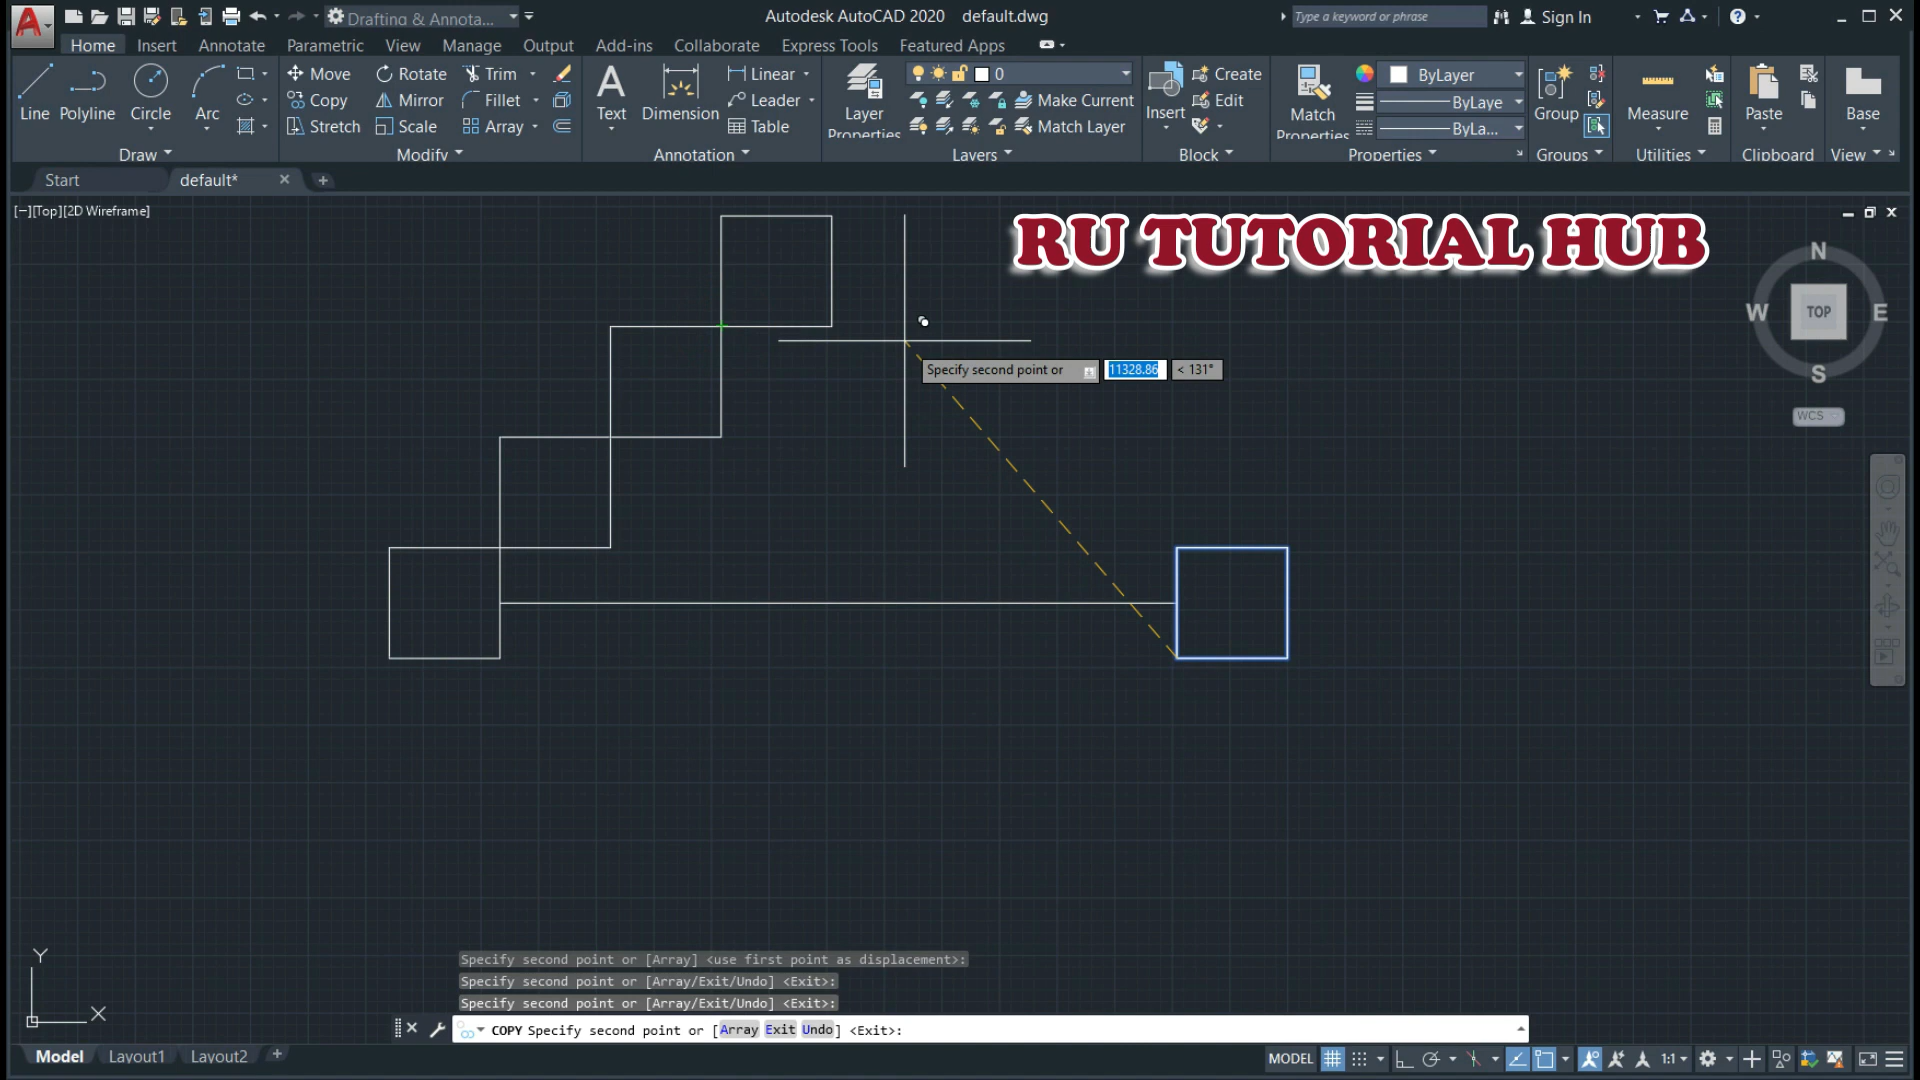 Drafting & Annota...
Autodesk AutoCAD 2020 default.dwg
Type a keyword or phrase
Sign In
Home Insert Annotate Parametric View Manage Output Add-ins Collaborate Express Tools Featured Apps
Line Polyline Circle Arc
Draw
Move Rotate Trim
Copy Mirror Fillet
Stretch Scale Array
Modify
Text Dimension
Linear
Leader
Table
Annotation
Layer
Properties
0
Make Current
Match Layer
Layers
Insert
Create
Edit
Block
Match
Properties
ByLayer
ByLaye
ByLa...
Properties
Group
Groups
Measure
Utilities
Paste
Clipboard
Base
View
Start default*
[−][Top][2D Wireframe]
RU TUTORIAL HUB
N
W TOP E
S
WCS
Specify second point or 11328.86 < 131°
Y
X
Specify second point or [Array] <use first point as displacement>:
Specify second point or [Array/Exit/Undo] <Exit>:
Specify second point or [Array/Exit/Undo] <Exit>:
COPY Specify second point or [Array Exit Undo] <Exit>:
Model Layout1 Layout2
MODEL 1:1